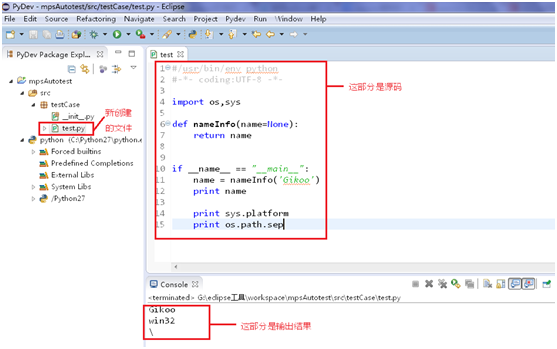 PyDev - mpsAutotest/src/testCase/test.py - Eclipse
File Edit Source Refactoring Navigate Search Project Pydev Run Window Help
PyDev Package Expl...
mpsAutotest
src
testCase
__init__.py
test.py
python (C:\Python27\python.e
Forced builtins
Predefined Completions
External Libs
System Libs
/Python27
新创建
的文件
test
1 #/usr/bin/env python
2 #-*- coding:UTF-8 -*-
3
4 import os,sys
5
6 def nameInfo(name=None):
7 return name
8
9
10 if __name__ == "__main__":
11 name = nameInfo('Gikoo')
12 print name
13
14 print sys.platform
15 print os.path.sep
这部分是源码
Console
<terminated> G:\eclipse工具\workspace\mpsAutotest\src\testCase\test.py
Gikoo
win32
\
这部分是输出结果